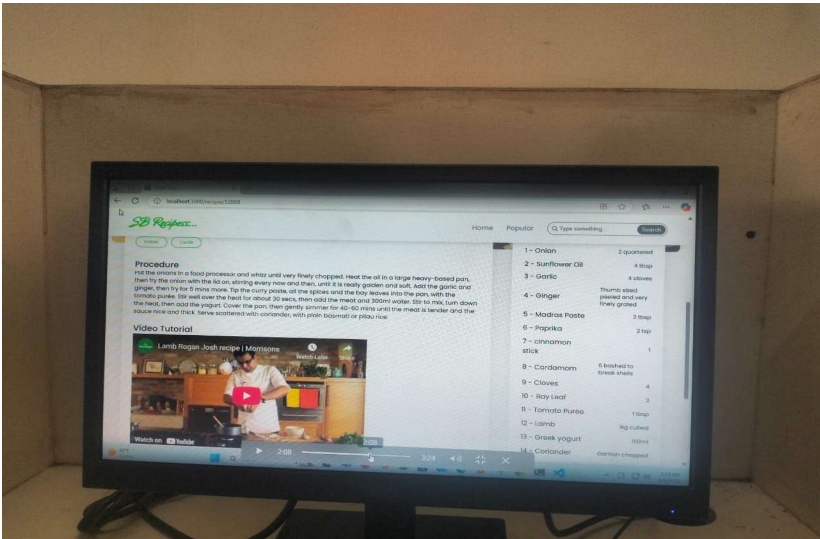 localhost:3000/recipes/52808
SB Recipess...
Home
Popular
Type something...
Search
Procedure
Put the onions in a food processor and whizz until very finely chopped. Heat the oil in a large heavy-based pan,
then fry the onion with the lid on, stirring every now and then, until it is really golden and soft. Add the garlic and
ginger, then fry for 5 mins more. Tip the curry paste, all the spices and the bay leaves into the pan, with the
tomato purée. Stir well over the heat for about 30 secs, then add the meat and 300ml water. Stir to mix, turn down
the heat, then add the yogurt. Cover the pan, then gently simmer for 40-60 mins until the meat is tender and the
sauce nice and thick. Serve scattered with coriander, with plain basmati or pilau rice.
Video Tutorial
Lamb Rogan Josh recipe | Morrisons
Watch Later
Share
Watch on YouTube
2:08
2:08
3:24
1 - Onion 2 quartered
2 - Sunflower Oil 4 tbsp
3 - Garlic 4 cloves
4 - Ginger Thumb sized
peeled and very
finely grated
5 - Madras Paste 2 tbsp
6 - Paprika 2 tsp
7 - cinnamon
stick 1
8 - Cardamom 6 bashed to
break shells
9 - Cloves 4
10 - Bay Leaf 2
11 - Tomato Puree 1 tbsp
12 - Lamb 1kg cubed
13 - Greek yogurt
14 - Coriander Garnish chopped